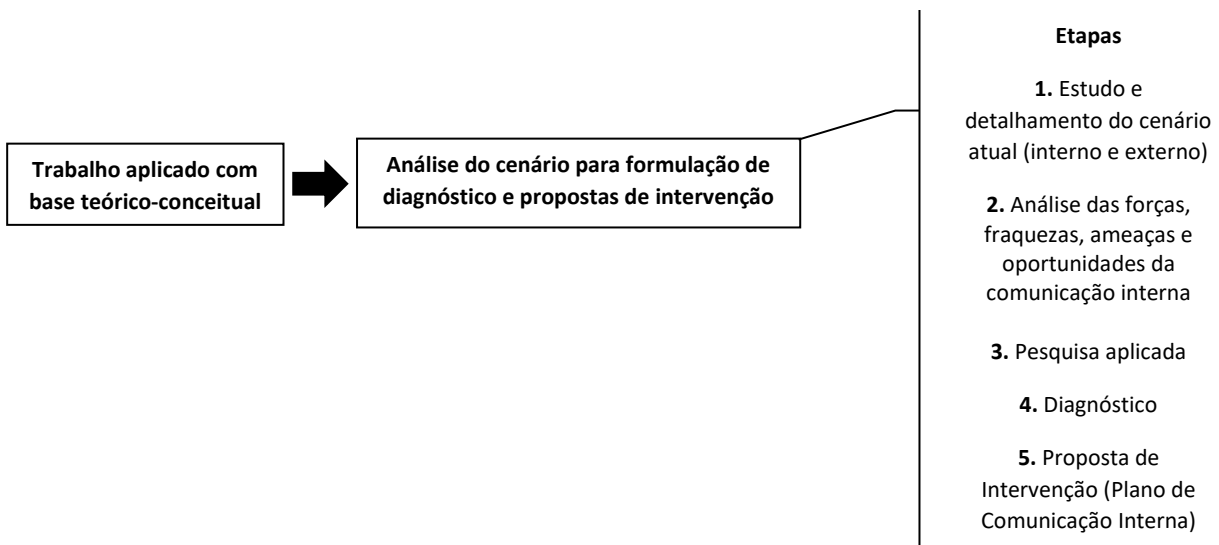 Trabalho aplicado com
base teórico-conceitual
Análise do cenário para formulação de
diagnóstico e propostas de intervenção
Etapas
1. Estudo e
detalhamento do cenário
atual (interno e externo)
2. Análise das forças,
fraquezas, ameaças e
oportunidades da
comunicação interna
3. Pesquisa aplicada
4. Diagnóstico
5. Proposta de
Intervenção (Plano de
Comunicação Interna)